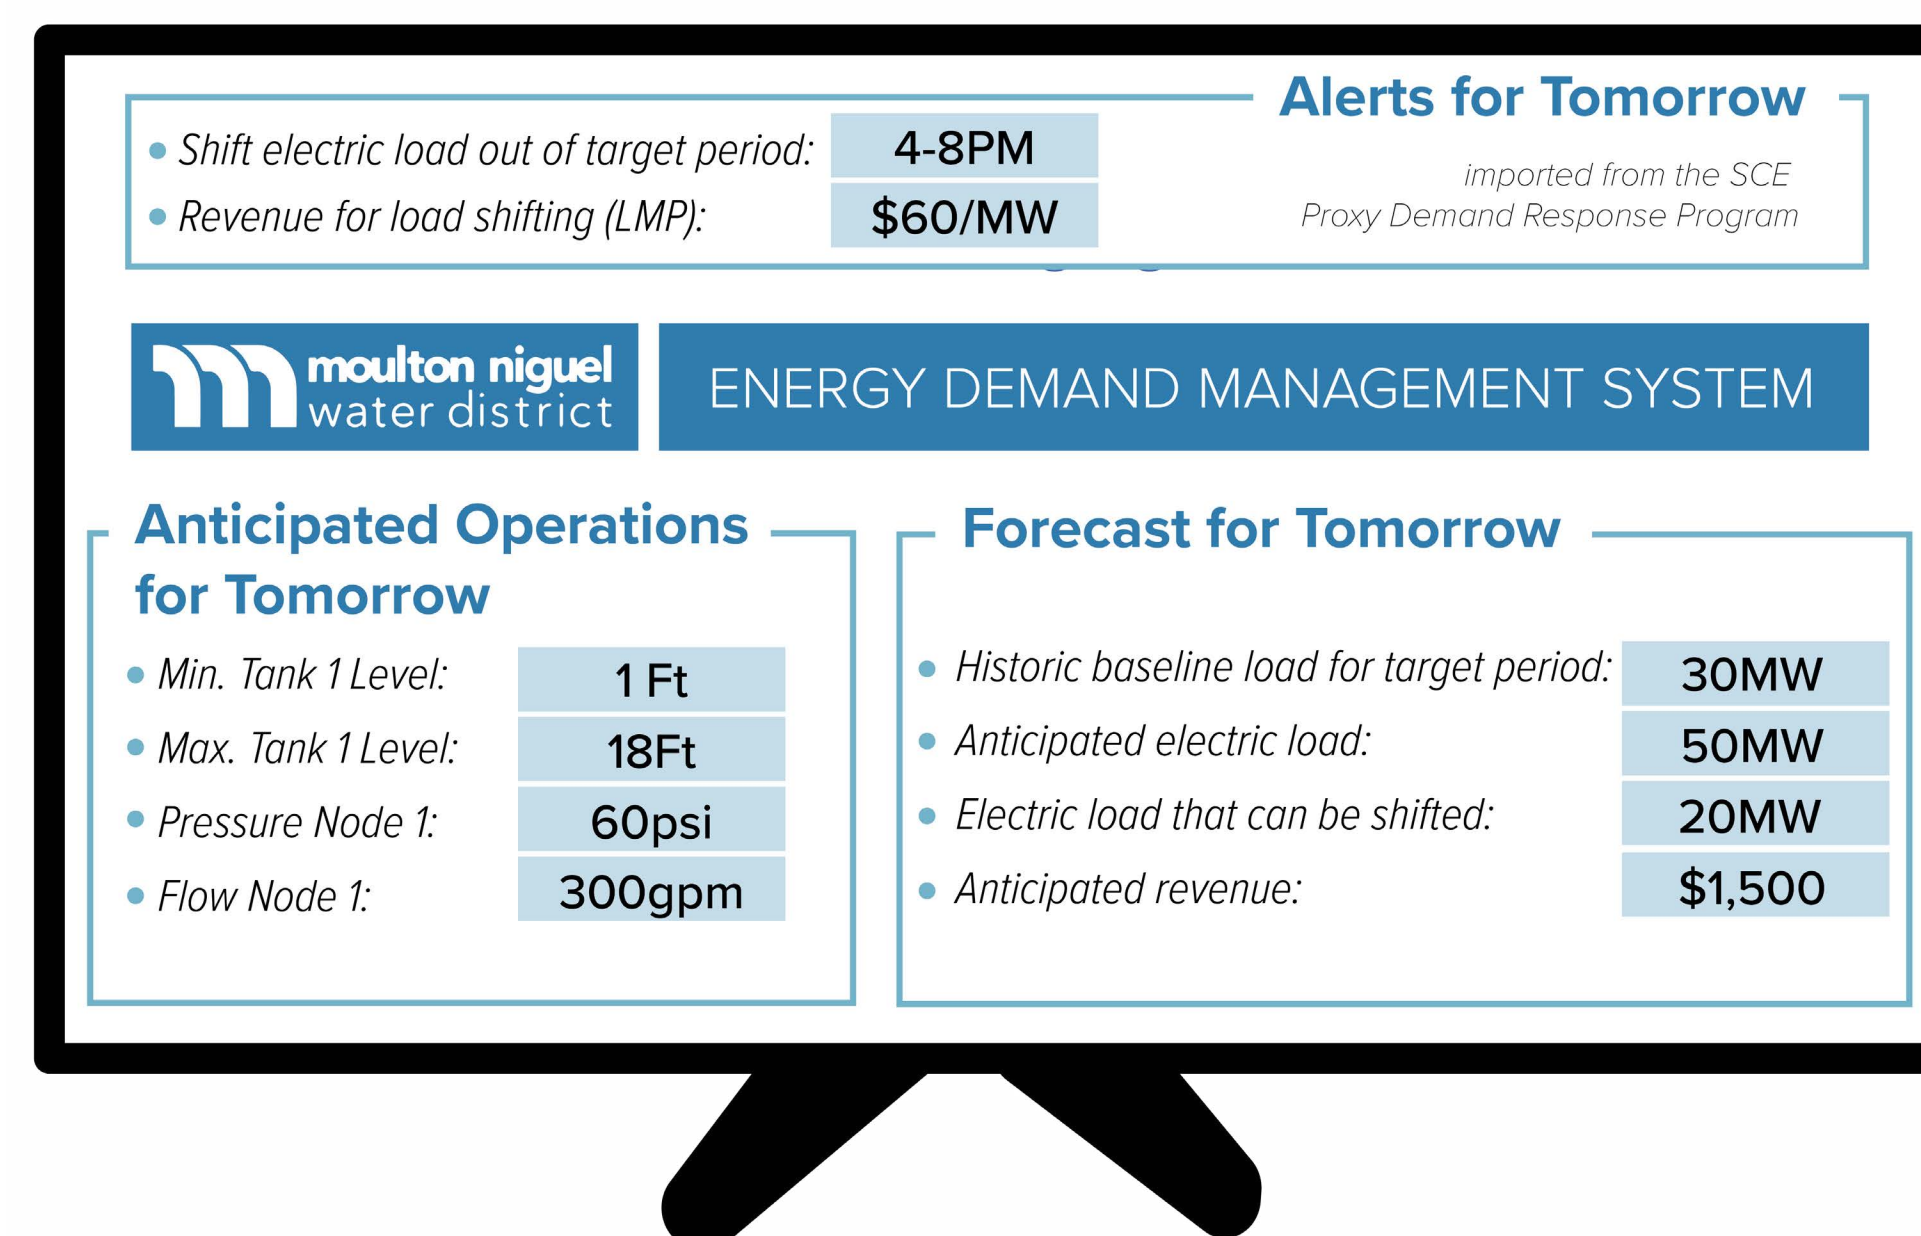 Alerts for Tomorrow
Shift electric load out of target period: 4-8PM
Revenue for load shifting (LMP): $60/MW
imported from the SCE
Proxy Demand Response Program
moulton niguel
water district
ENERGY DEMAND MANAGEMENT SYSTEM
Anticipated Operations
for Tomorrow
Min. Tank 1 Level: 1 Ft
Max. Tank 1 Level: 18Ft
Pressure Node 1: 60psi
Flow Node 1: 300gpm
Forecast for Tomorrow
Historic baseline load for target period: 30MW
Anticipated electric load: 50MW
Electric load that can be shifted: 20MW
Anticipated revenue: $1,500